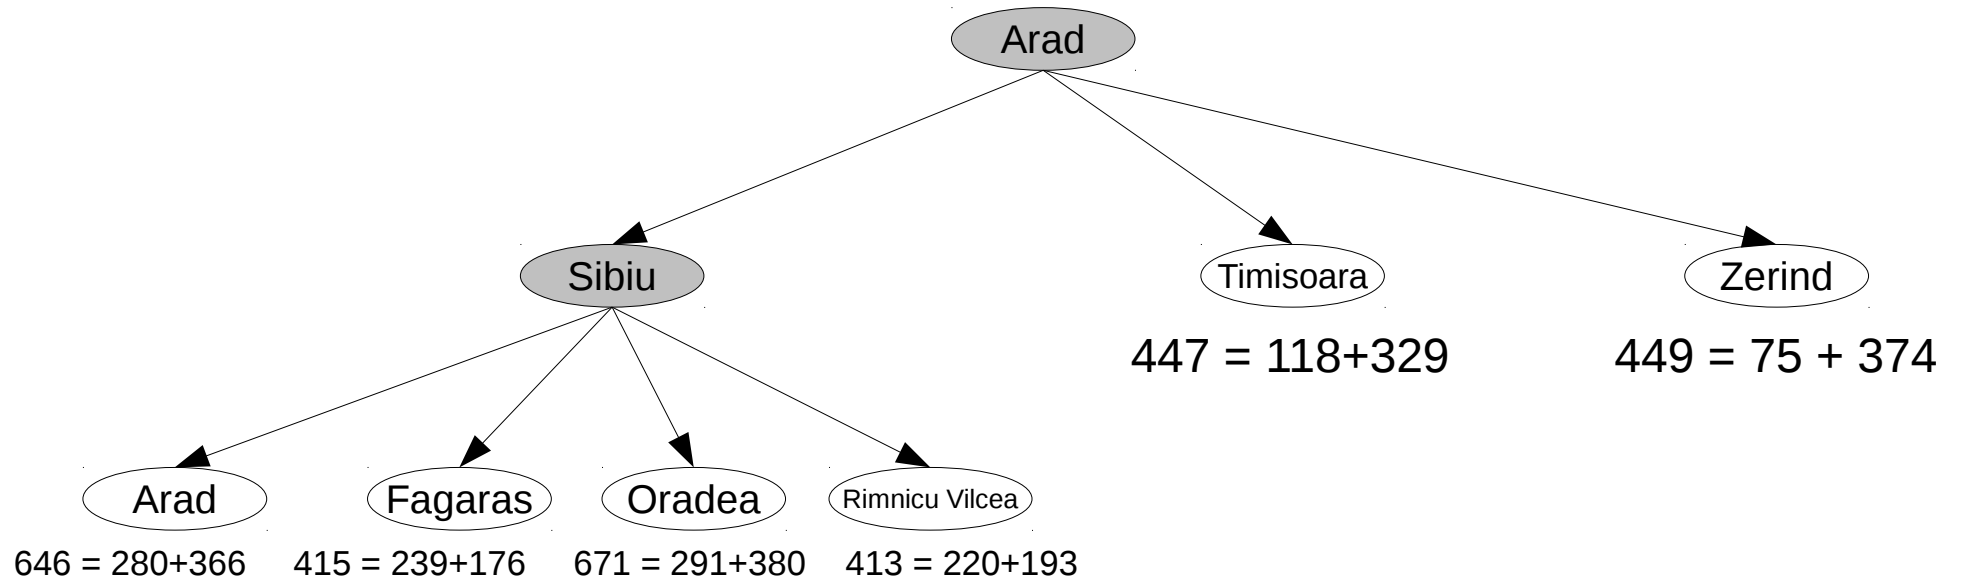 Arad
Sibiu
Timisoara
Zerind
447 = 118+329
449 = 75 + 374
Arad
Fagaras
Oradea
Rimnicu Vilcea
646 = 280+366
415 = 239+176
671 = 291+380
413 = 220+193